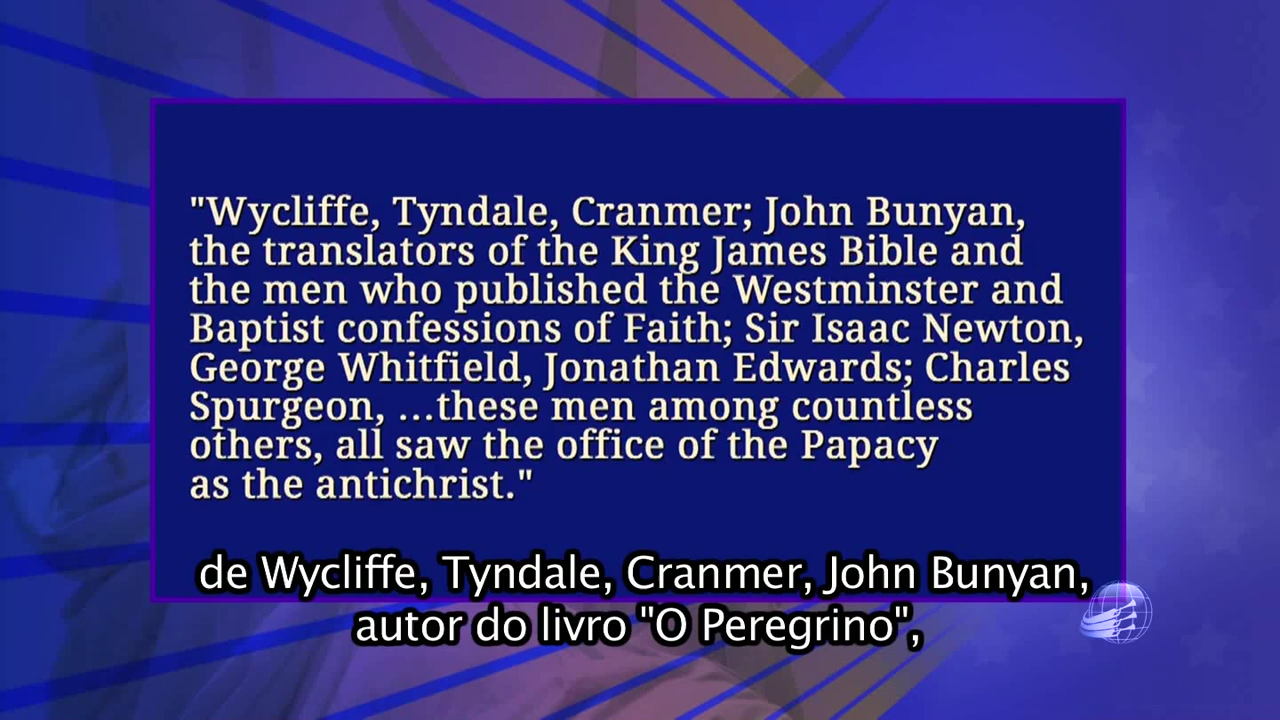 "Wycliffe, Tyndale, Cranmer; John Bunyan,
the translators of the King James Bible and
the men who published the Westminster and
Baptist confessions of Faith; Sir Isaac Newton,
George Whitfield, Jonathan Edwards; Charles
Spurgeon, ...these men among countless
others, all saw the office of the Papacy
as the antichrist."
de Wycliffe, Tyndale, Cranmer, John Bunyan,
autor do livro "O Peregrino",